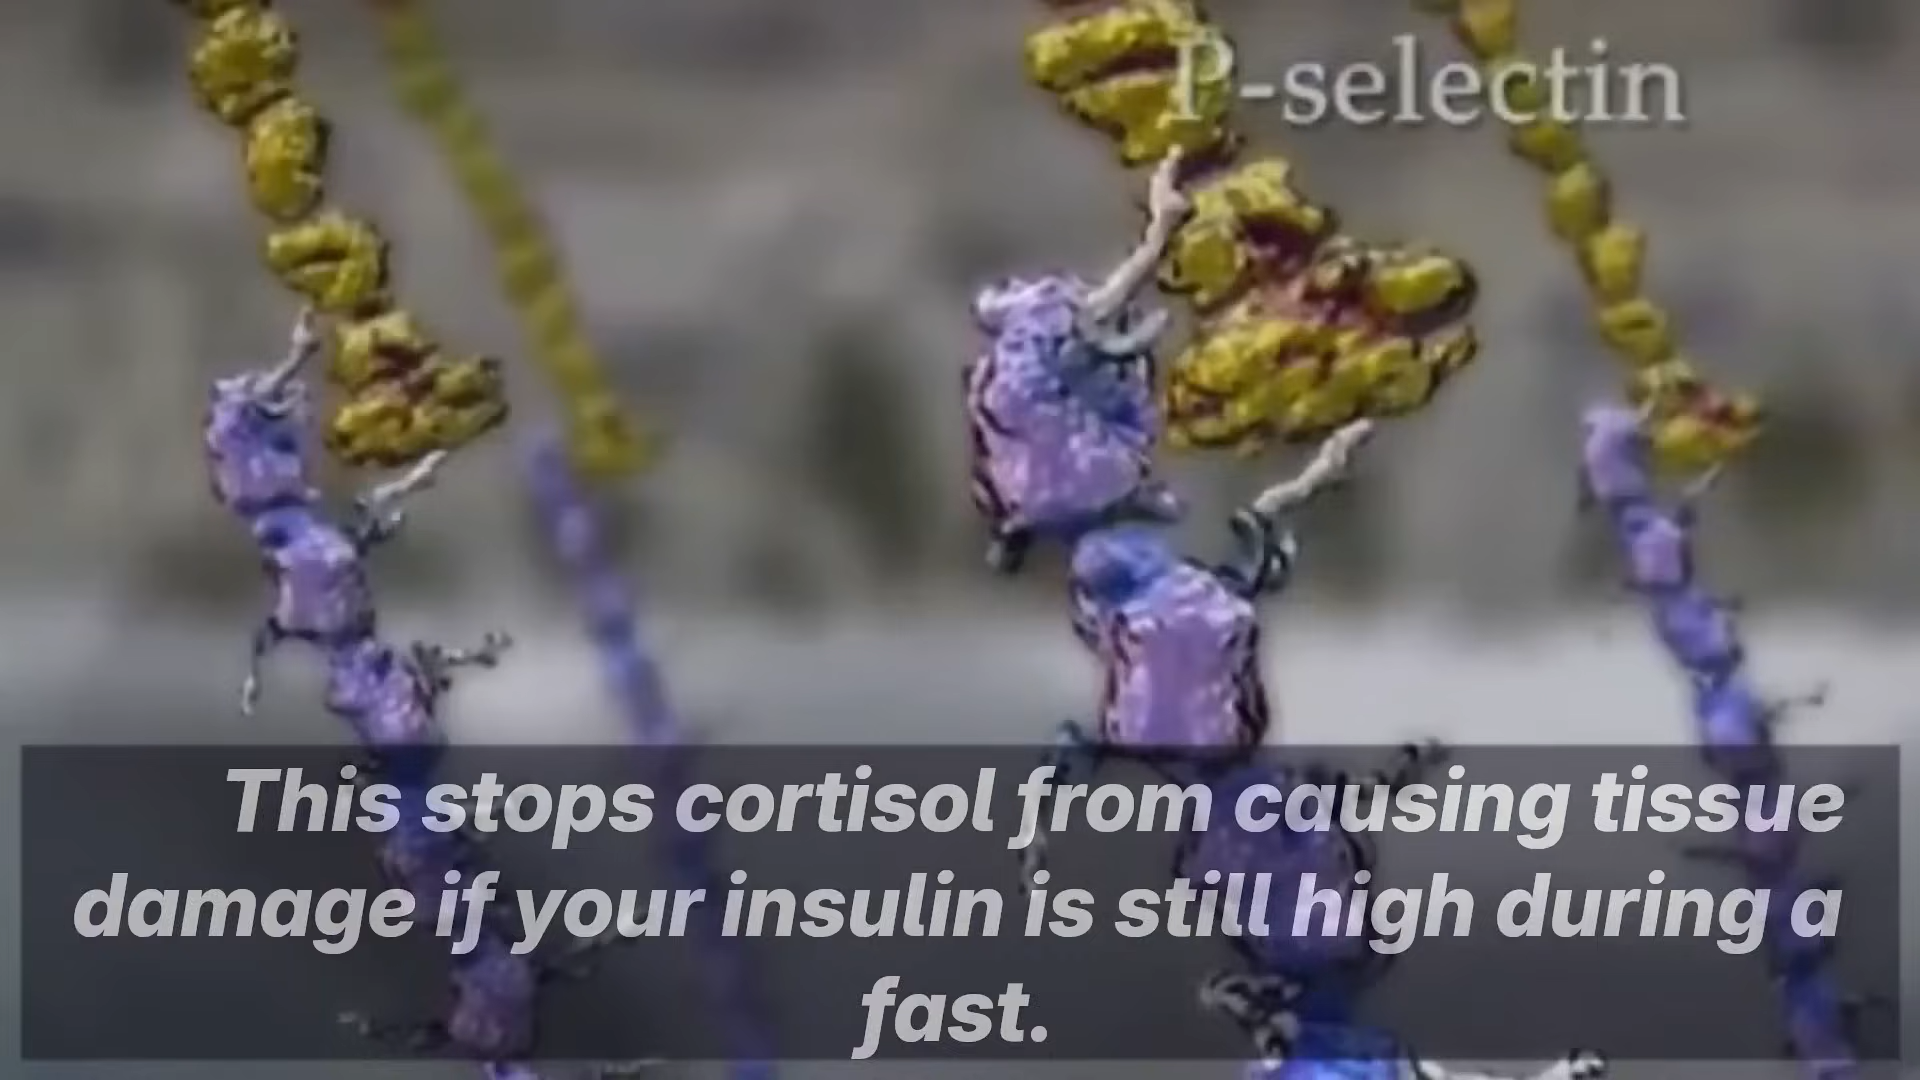 P-selectin
This stops cortisol from causing tissue
damage if your insulin is still high during a
fast.